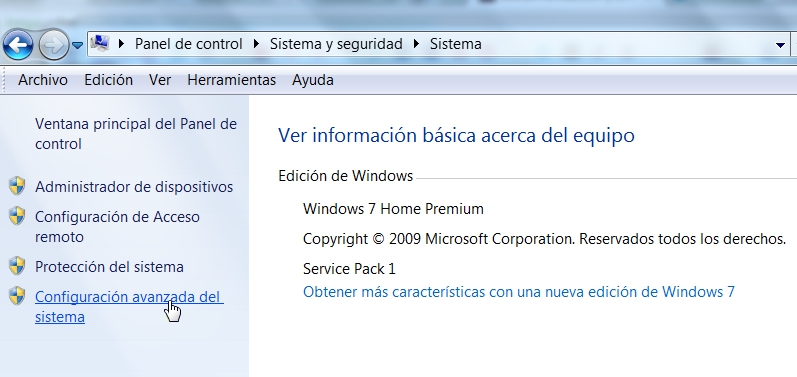 Panel de control Sistema y seguridad Sistema
Archivo Edición Ver Herramientas Ayuda
Ventana principal del Panel de
control
Administrador de dispositivos
Configuración de Acceso
remoto
Protección del sistema
Configuración avanzada del
sistema
Ver información básica acerca del equipo
Edición de Windows
Windows 7 Home Premium
Copyright © 2009 Microsoft Corporation. Reservados todos los derechos.
Service Pack 1
Obtener más características con una nueva edición de Windows 7